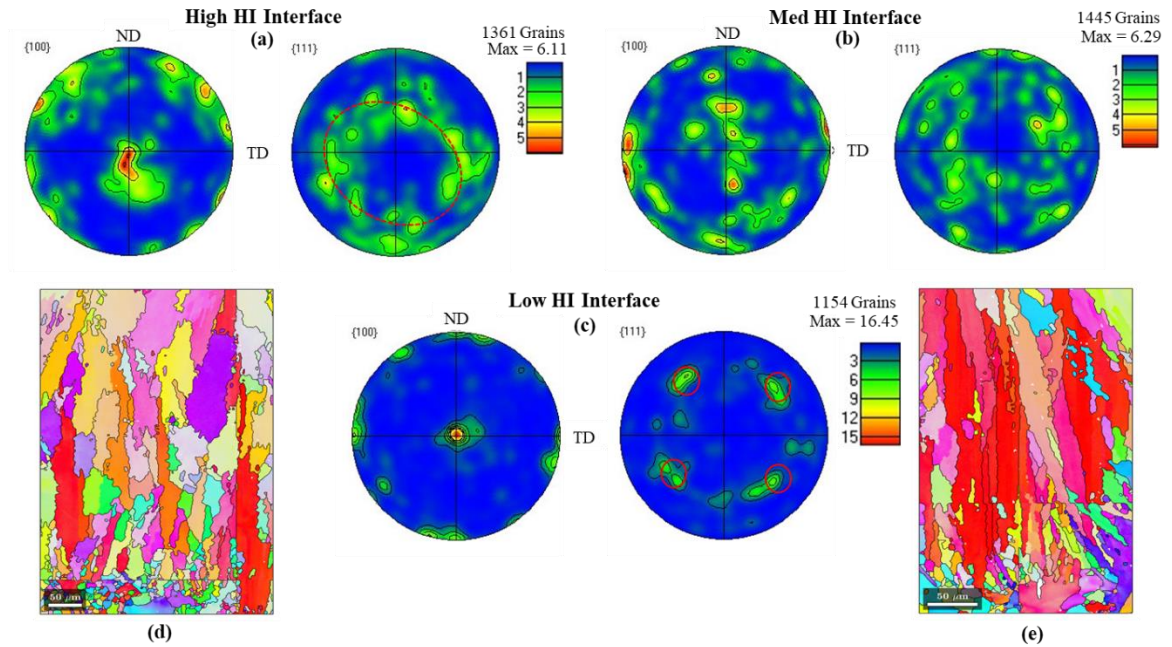 High HI Interface
(a)
{100}
ND
TD
{111}
1361 Grains
Max = 6.11
1
2
3
4
5
Med HI Interface
(b)
{100}
TD
{111}
1445 Grains
Max = 6.29
1
2
3
4
5
Low HI Interface
(c)
{100}
ND
TD
{111}
1154 Grains
Max = 16.45
3
6
9
12
15
50 μm
(d)
50 μm
(e)